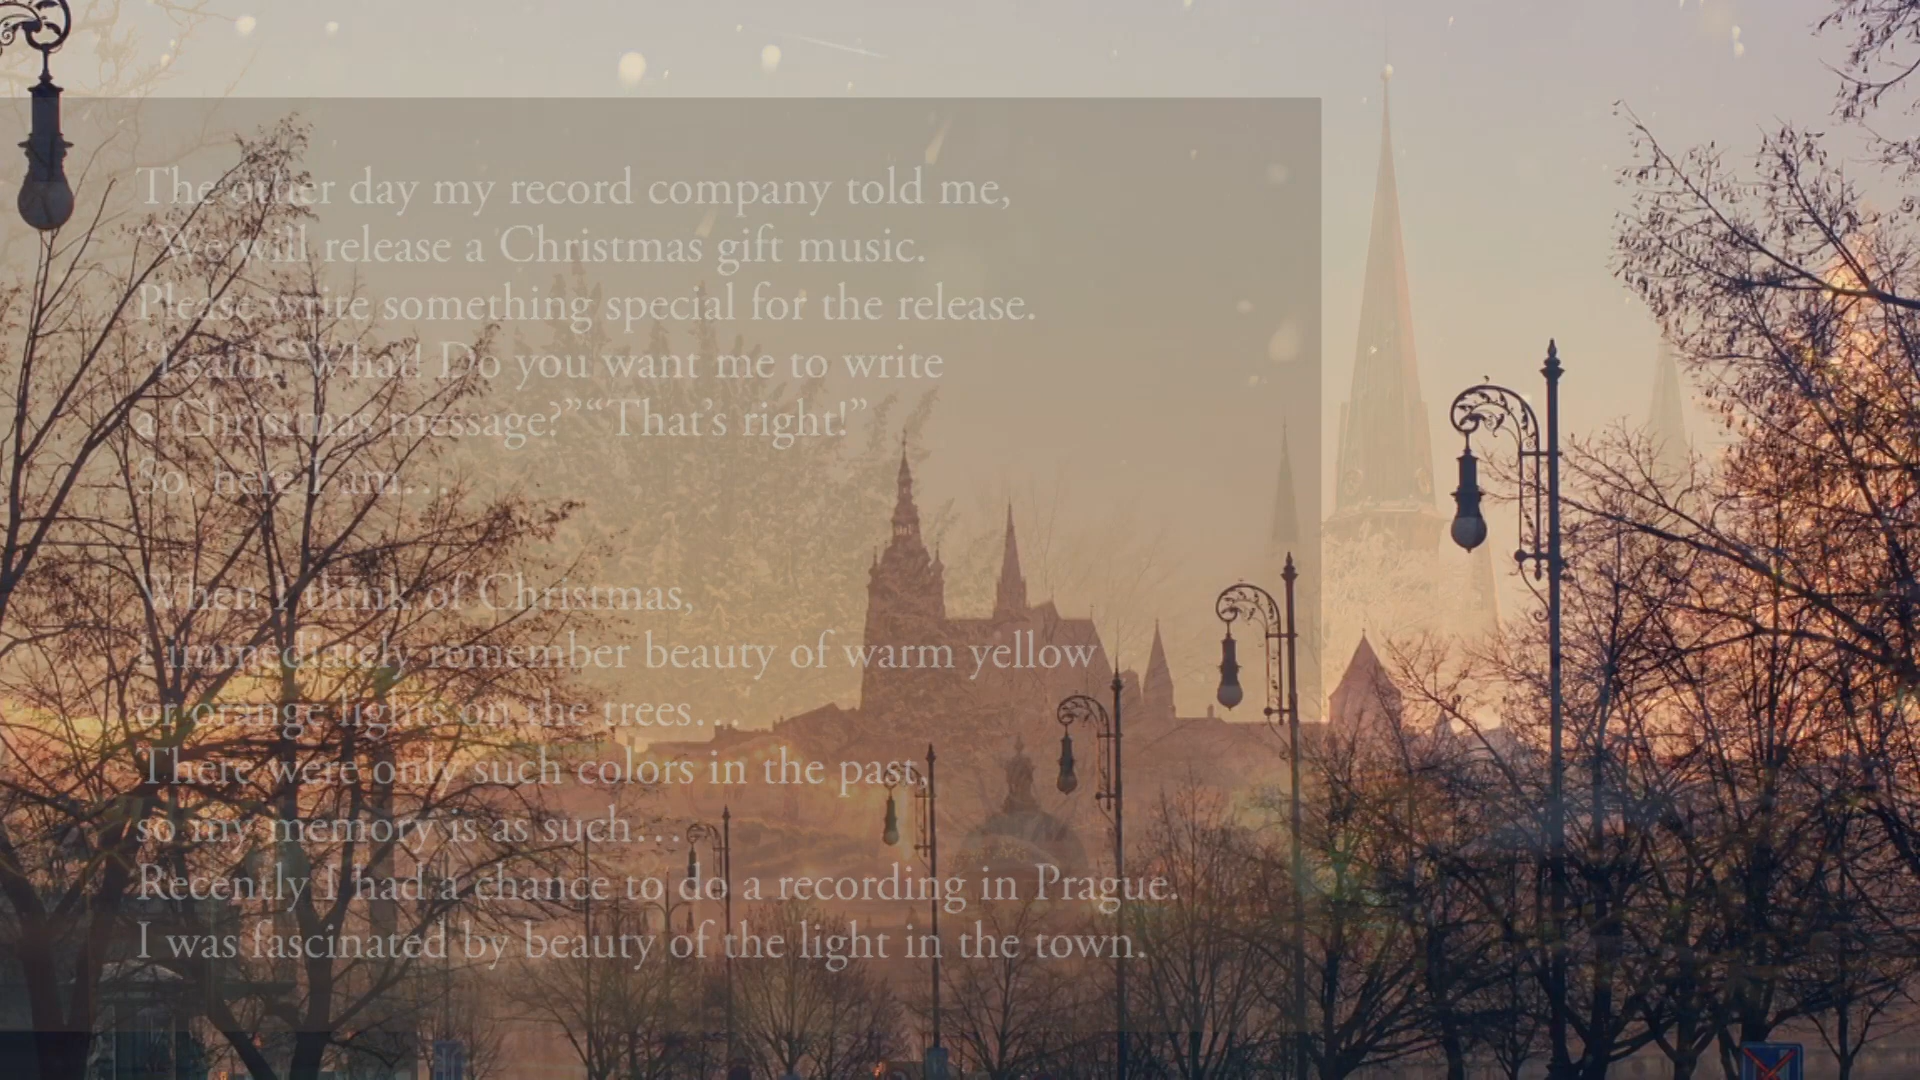 The other day my record company told me,
“We will release a Christmas gift music.
Please write something special for the release.
“I said, “What! Do you want me to write
a Christmas message?”“That’s right!”
So, here I am…
When I think of Christmas,
I immediately remember beauty of warm yellow
or orange lights on the trees…
There were only such colors in the past,
so my memory is as such…
Recently I had a chance to do a recording in Prague.
I was fascinated by beauty of the light in the town.